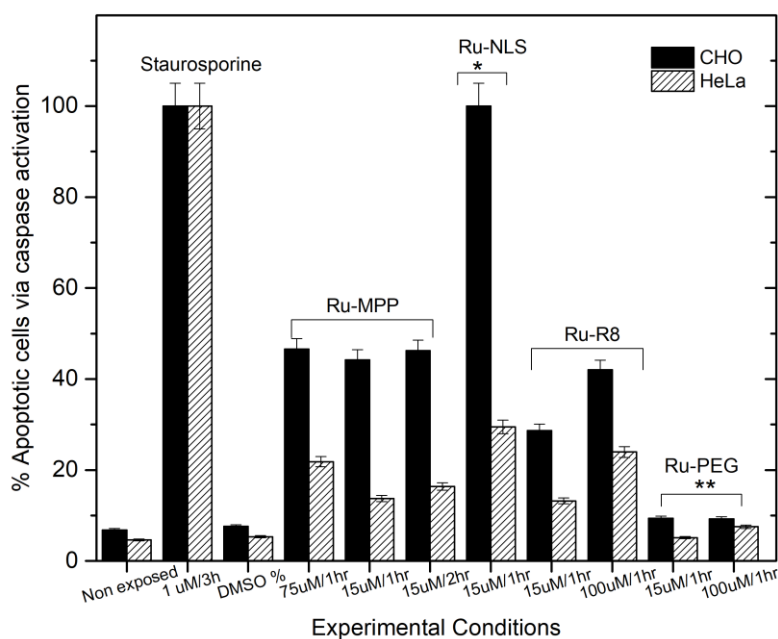 % Apoptotic cells via caspase activation
100
80
60
40
20
0
Staurosporine
Ru-MPP
Ru-NLS
*
Ru-R8
Ru-PEG
**
CHO
HeLa
Non exposed
1 uM/3h
DMSO %
75uM/1hr
15uM/1hr
15uM/2hr
15uM/1hr
15uM/1hr
100uM/1hr
15uM/1hr
100uM/1hr
Experimental Conditions